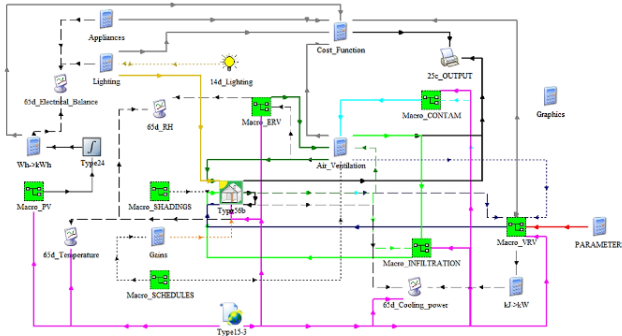 Appliances
Cost_Function
Lighting
14d_Lighting
25c_OUTPUT
65d_Electrical_Balance
65d_RH
Macro_ERV
Macro_CONTAM
Graphics
Wh->kWh
Type24
Air_Ventilation
Macro_PV
Macro_SHADINGS
Type56b
Macro_VRV
PARAMETER
65d_Temperature
Gains
Macro_INFILTRATION
Macro_SCHEDULES
65d_Cooling_power
kJ->kW
Type15-3